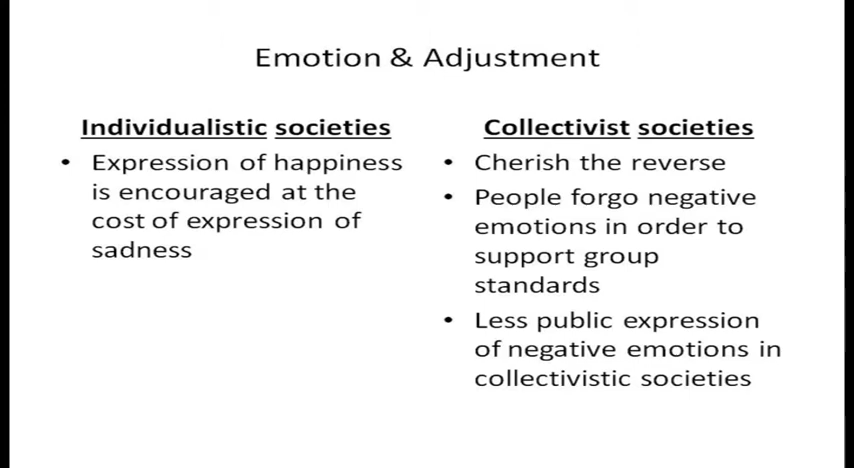 Emotion & Adjustment
Individualistic societies
• Expression of happiness
is encouraged at the
cost of expression of
sadness
Collectivist societies
• Cherish the reverse
• People forgo negative
emotions in order to
support group
standards
• Less public expression
of negative emotions in
collectivistic societies